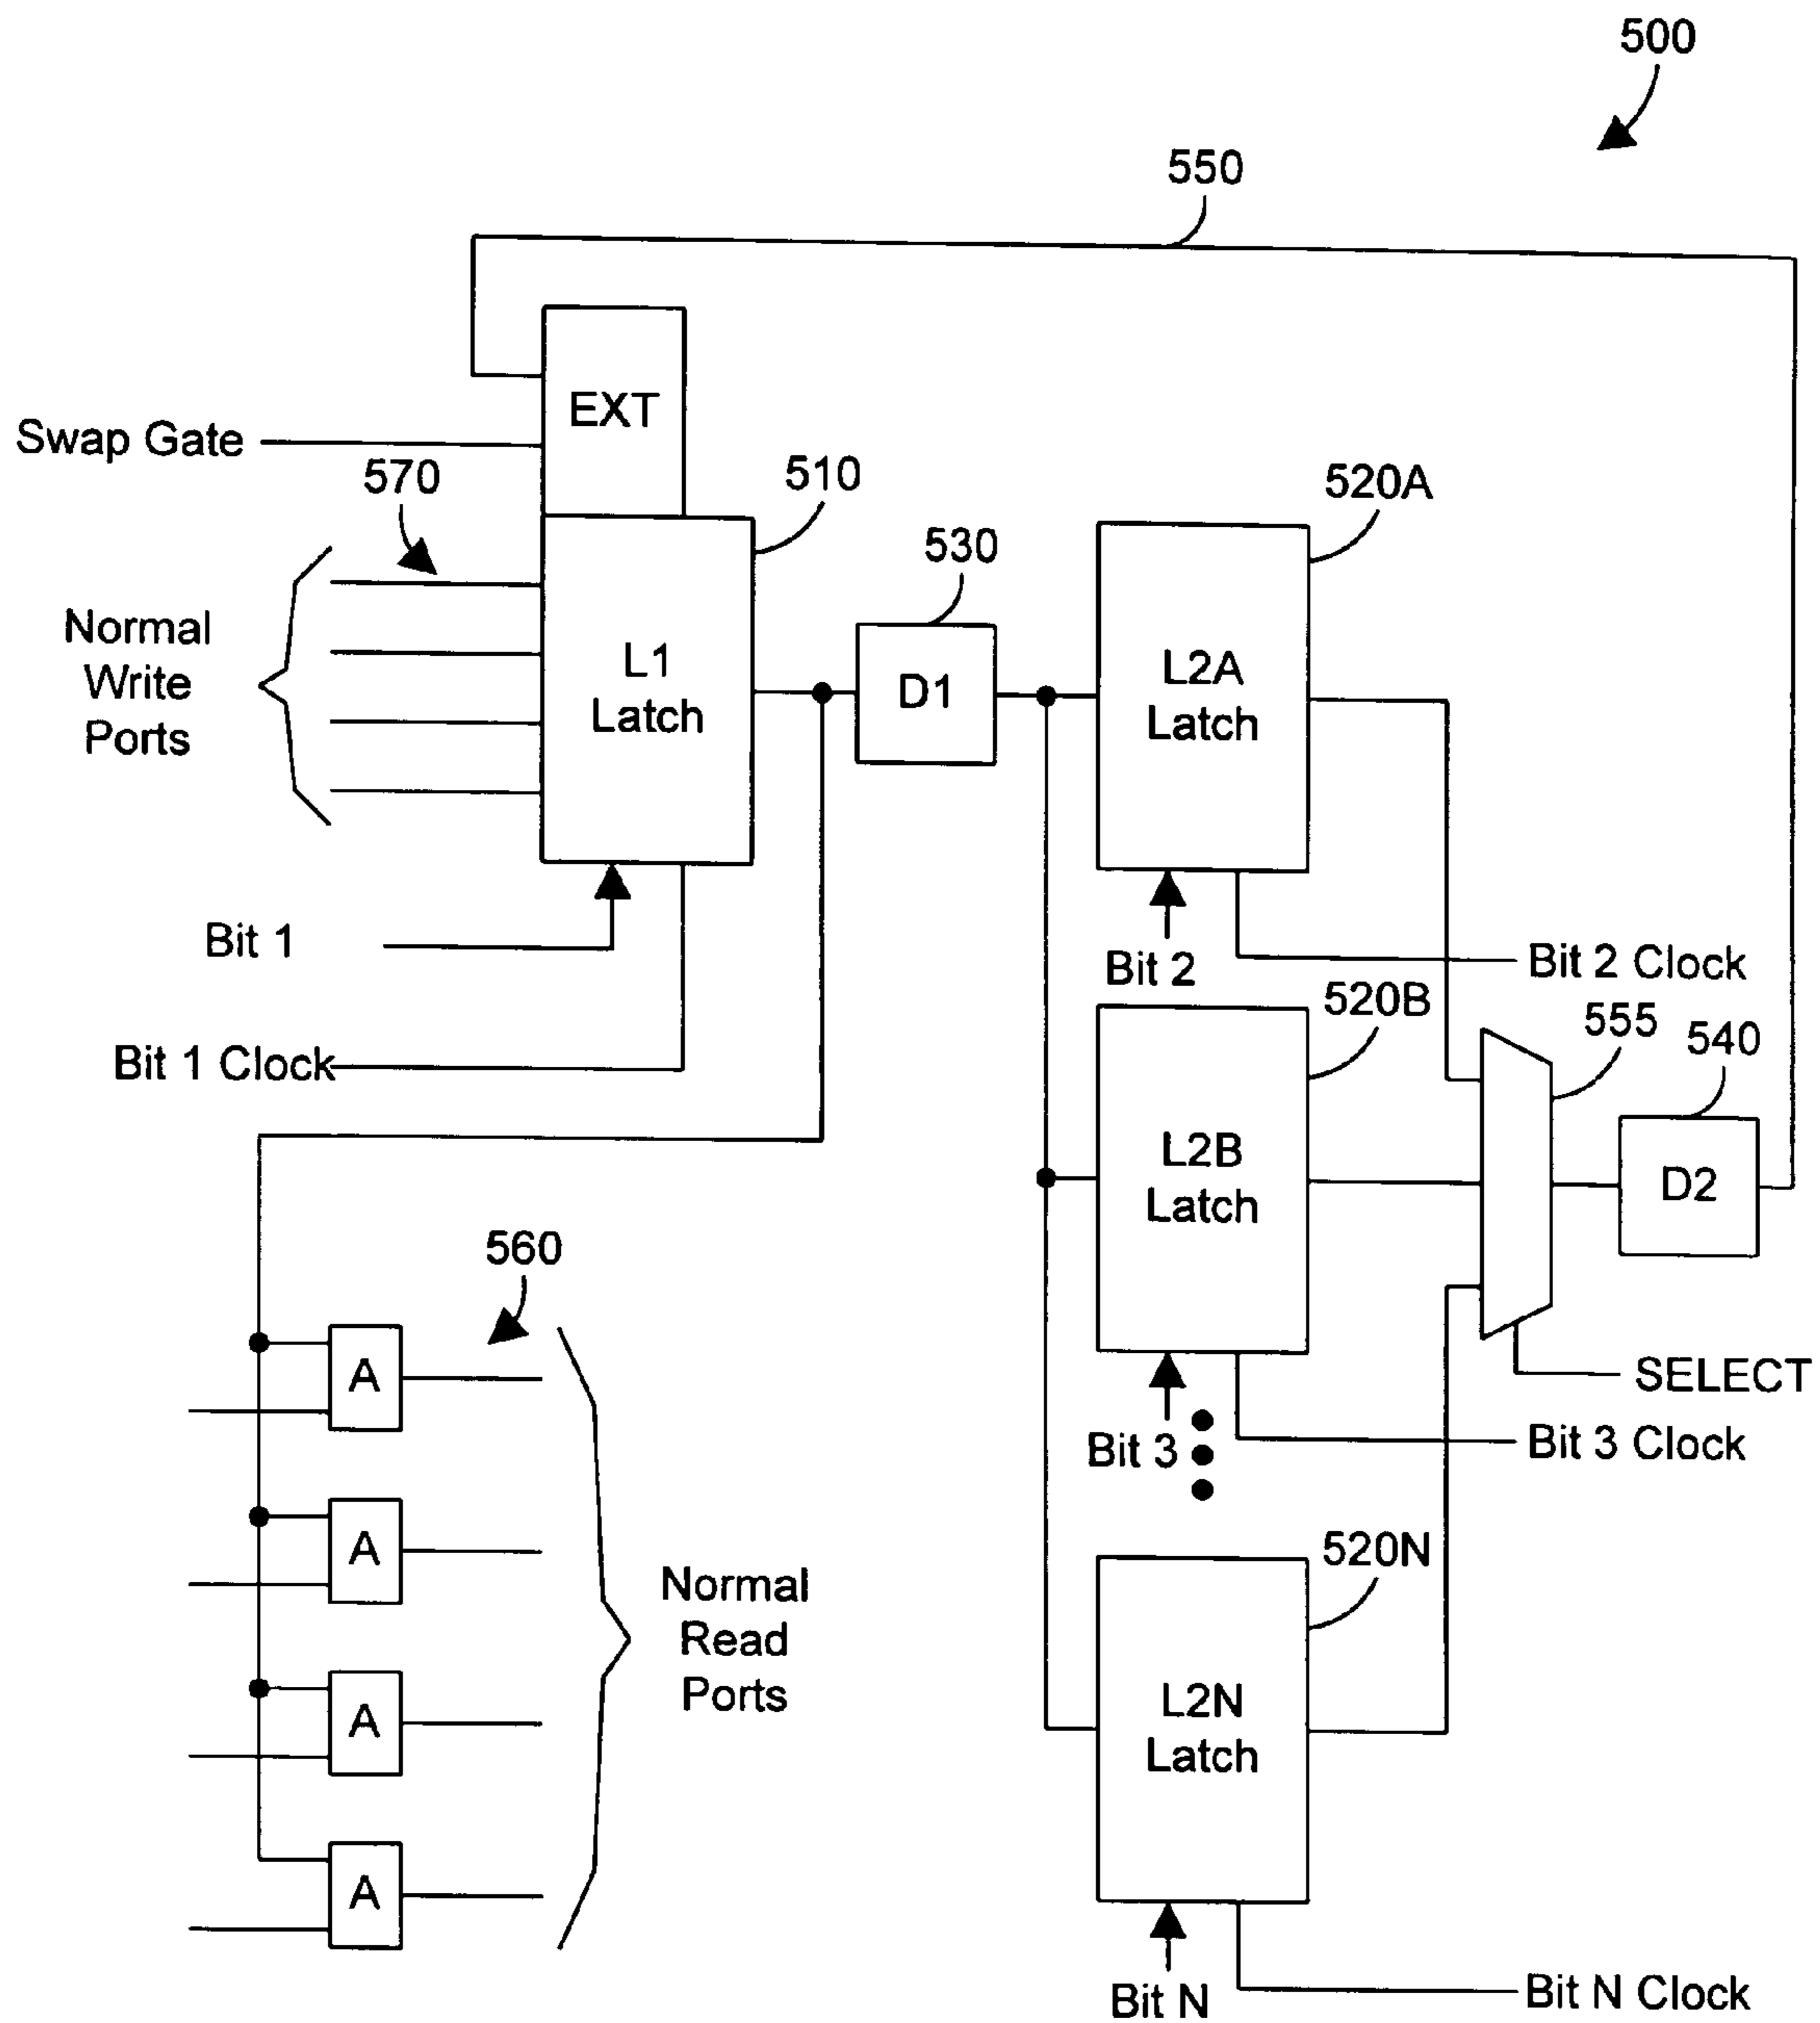 500
550
EXT
Swap Gate
570
510
520A
530
Normal
Write
Ports
L1
Latch
D1
L2A
Latch
Bit 1
Bit 2
Bit 2 Clock
520B
555
540
Bit 1 Clock
L2B
Latch
D2
560
A
SELECT
Bit 3
Bit 3 Clock
A
520N
Normal
Read
Ports
A
L2N
Latch
A
Bit N
Bit N Clock